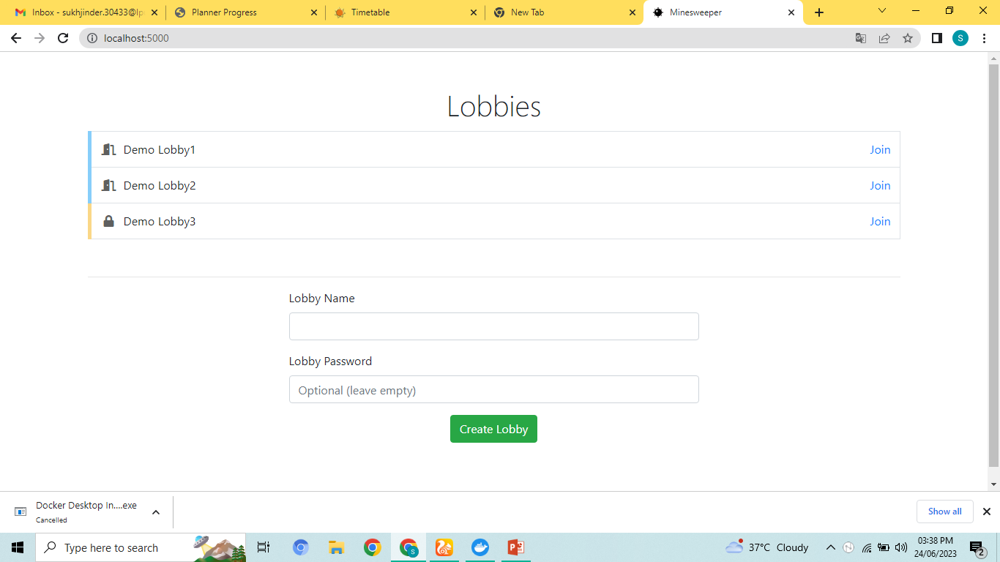 Inbox - sukhjinder.30433@lp
Planner Progress
Timetable
New Tab
Minesweeper
localhost:5000
S
Lobbies
Demo Lobby1 Join
Demo Lobby2 Join
Demo Lobby3 Join
Lobby Name
Lobby Password
Optional (leave empty)
Create Lobby
Docker Desktop In....exe
Cancelled
Show all
Type here to search
S
37°C Cloudy
03:38 PM
24/06/2023
2